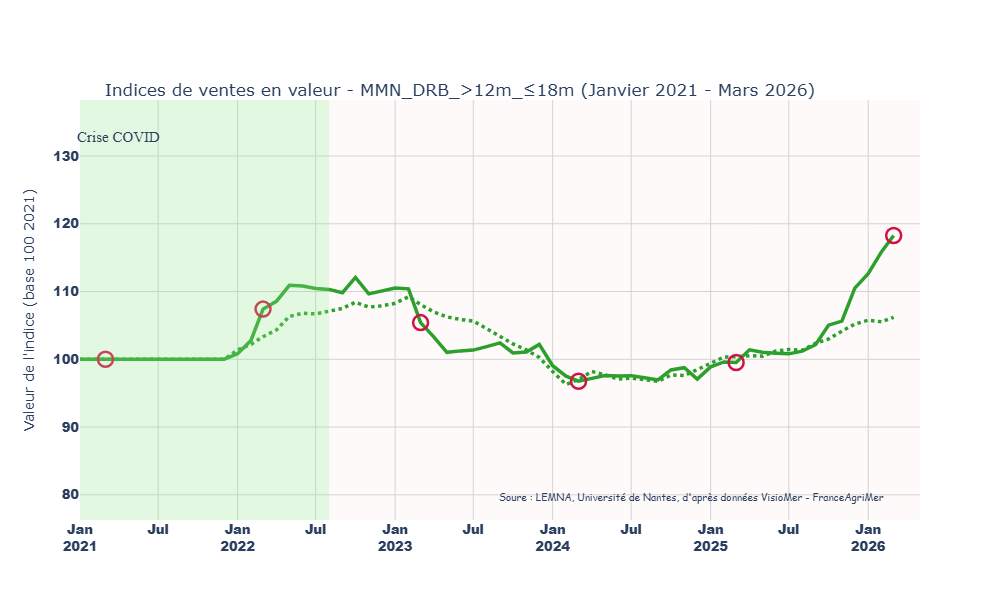 Indices de ventes en valeur - MMN_DRB_>12m_≤18m (Janvier 2021 - Mars 2026)
Crise COVID
130
120
110
100
90
80
Valeur de l'indice (base 100 2021)
Soure : LEMNA, Université de Nantes, d'après données VisioMer - FranceAgriMer
Jan Jul Jan Jul Jan Jul Jan Jul Jan Jul Jan
2021 2022 2023 2024 2025 2026